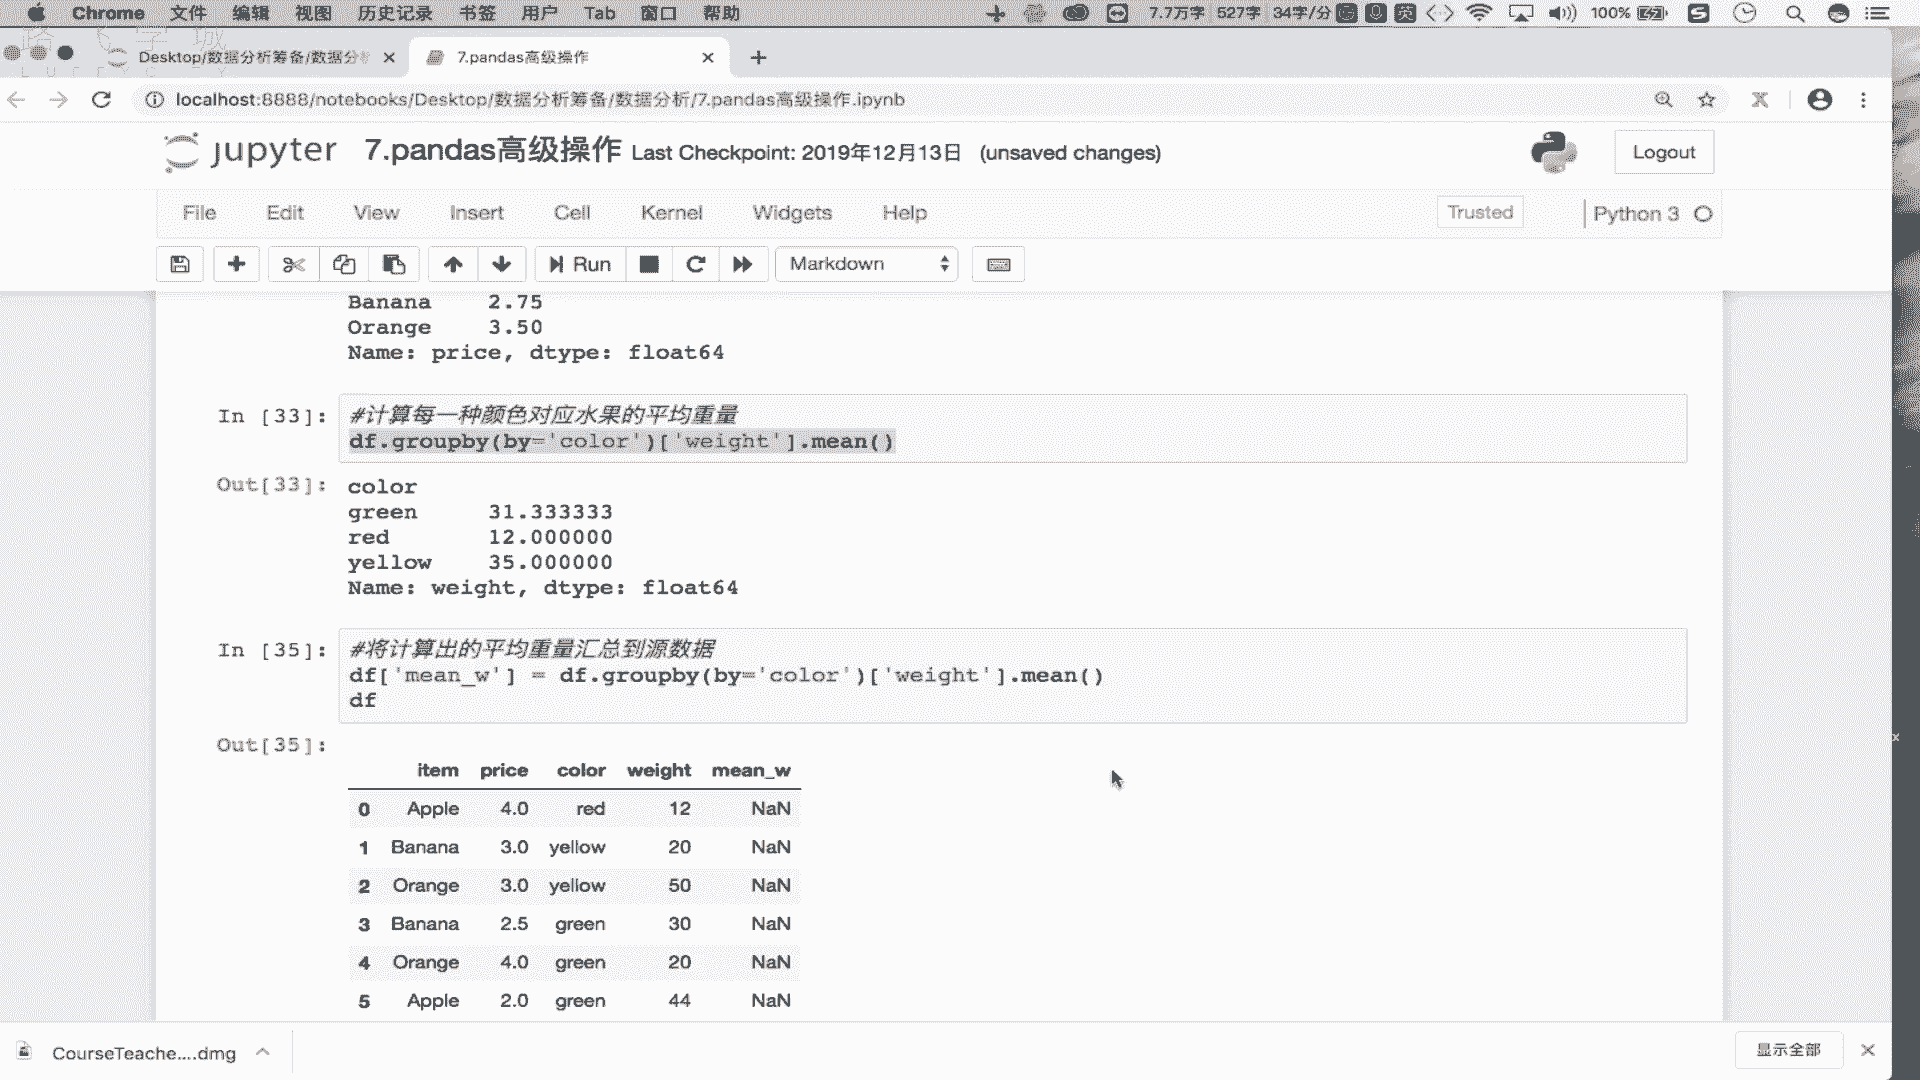 Chrome 文件 编辑 视图 历史记录 书签 用户 Tab 窗口 帮助 7.7万字 527字 34字/分 英 100%
Desktop/数据分析筹备/数据分 7.pandas高级操作
localhost:8888/notebooks/Desktop/数据分析筹备/数据分析/7.pandas高级操作.ipynb
jupyter 7.pandas高级操作 Last Checkpoint: 2019年12月13日 (unsaved changes) Logout
File Edit View Insert Cell Kernel Widgets Help Trusted Python 3
Run Markdown
Banana 2.75
Orange 3.50
Name: price, dtype: float64
In [33]: #计算每一种颜色对应水果的平均重量
df.groupby(by='color')['weight'].mean()
Out[33]: color
green 31.333333
red 12.000000
yellow 35.000000
Name: weight, dtype: float64
In [35]: #将计算出的平均重量汇总到源数据
df['mean_w'] = df.groupby(by='color')['weight'].mean()
df
Out[35]:
item price color weight mean_w
0 Apple 4.0 red 12 NaN
1 Banana 3.0 yellow 20 NaN
2 Orange 3.0 yellow 50 NaN
3 Banana 2.5 green 30 NaN
4 Orange 4.0 green 20 NaN
5 Apple 2.0 green 44 NaN
CourseTeache....dmg 显示全部